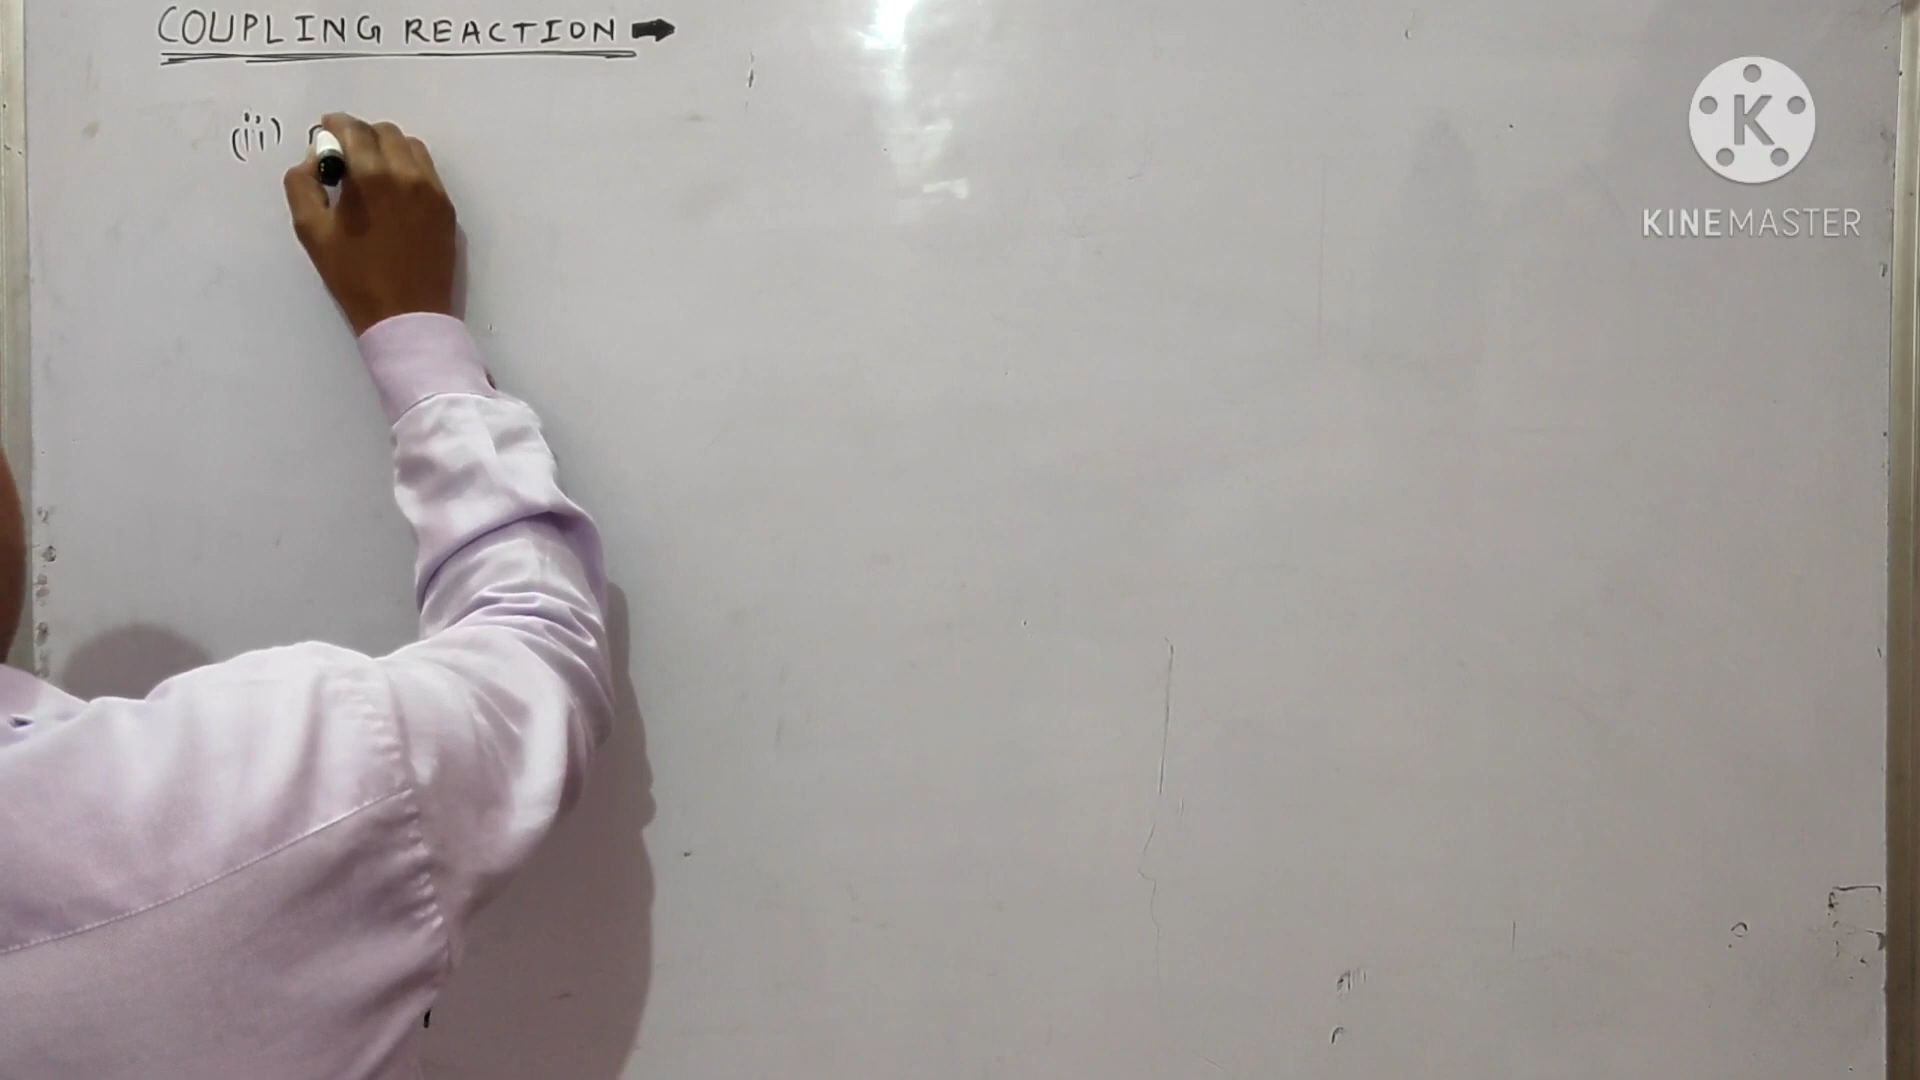 COUPLING REACTION ➡
(ii)
K
KINEMASTER